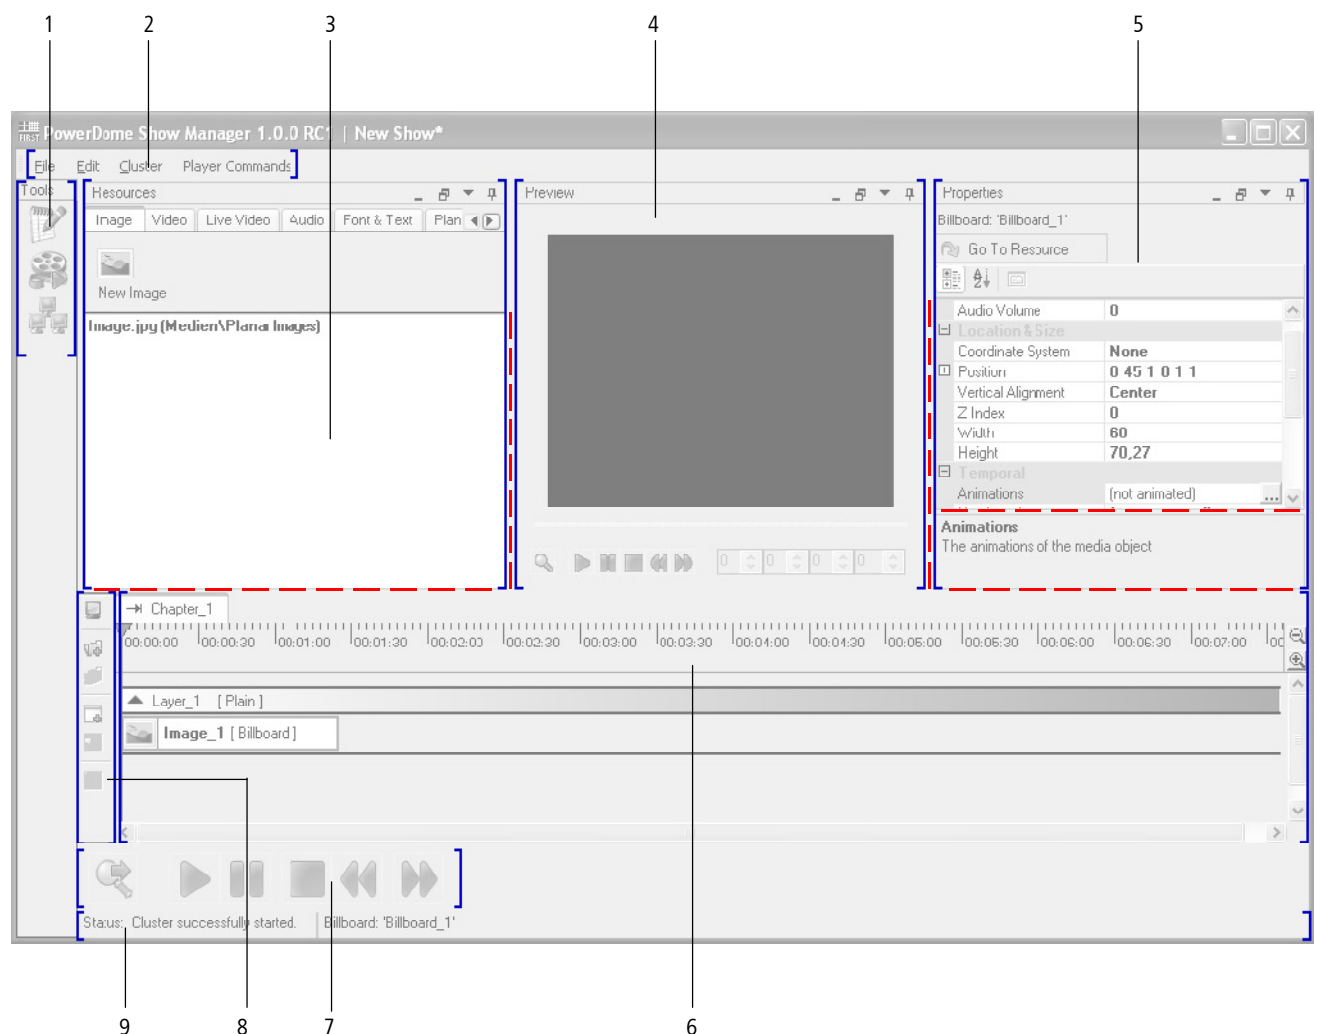 1 2 3 4 5
FIRST PowerDome Show Manager 1.0.0 RC1 | New Show*
File Edit Cluster Player Commands
Tools
Resources
Image Video Live Video Audio Font & Text Plan
New Image
Image.jpg (Medien\Planar Images)
Preview
0 0 0 0
Properties
Billboard: 'Billboard_1'
Go To Resource
Audio Volume 0
Location & Size
Coordinate System None
Position 0 45 1 0 1 1
Vertical Alignment Center
Z Index 0
Width 60
Height 70,27
Temporal
Animations (not animated) ...
Animations
The animations of the media object
Chapter_1
00:00:00 00:00:30 00:01:00 00:01:30 00:02:00 00:02:30 00:03:00 00:03:30 00:04:00 00:04:30 00:05:00 00:05:30 00:06:00 00:06:30 00:07:00 00
Layer_1 [ Plain ]
Image_1 [ Billboard ]
Status: Cluster successfully started. Billboard: 'Billboard_1'
9 8 7 6